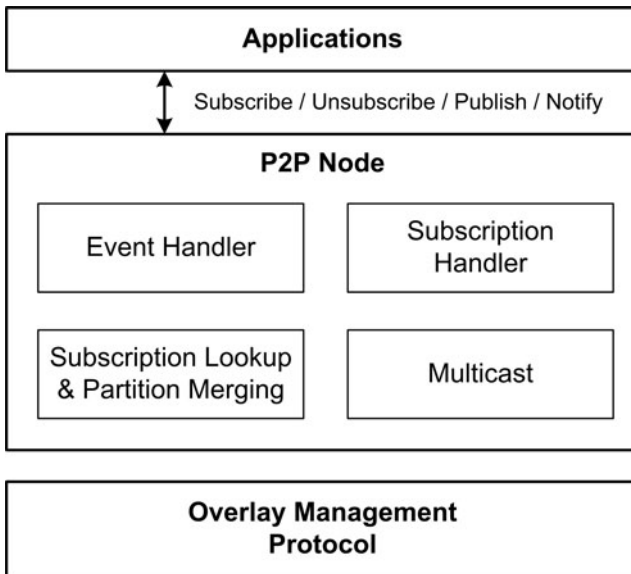 Applications
Subscribe / Unsubscribe / Publish / Notify
P2P Node
Event Handler
Subscription
Handler
Subscription Lookup
& Partition Merging
Multicast
Overlay Management
Protocol